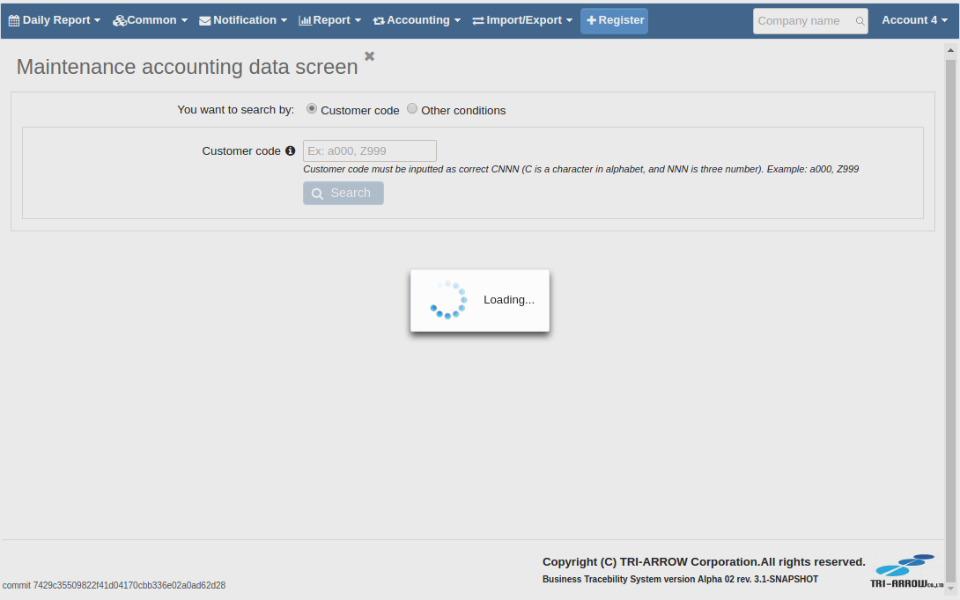 Daily Report Common Notification Report Accounting Import/Export Register Company name Account 4
Maintenance accounting data screen
You want to search by: Customer code Other conditions
Customer code Ex: a000, Z999
Customer code must be inputted as correct CNNN (C is a character in alphabet, and NNN is three number). Example: a000, Z999
Search
Loading...
Copyright (C) TRI-ARROW Corporation.All rights reserved.
Business Tracebility System version Alpha 02 rev. 3.1-SNAPSHOT
TRI-ARROW CO.,LTD
commit 7429c35509822f41d04170cbb336e02a0ad62d28